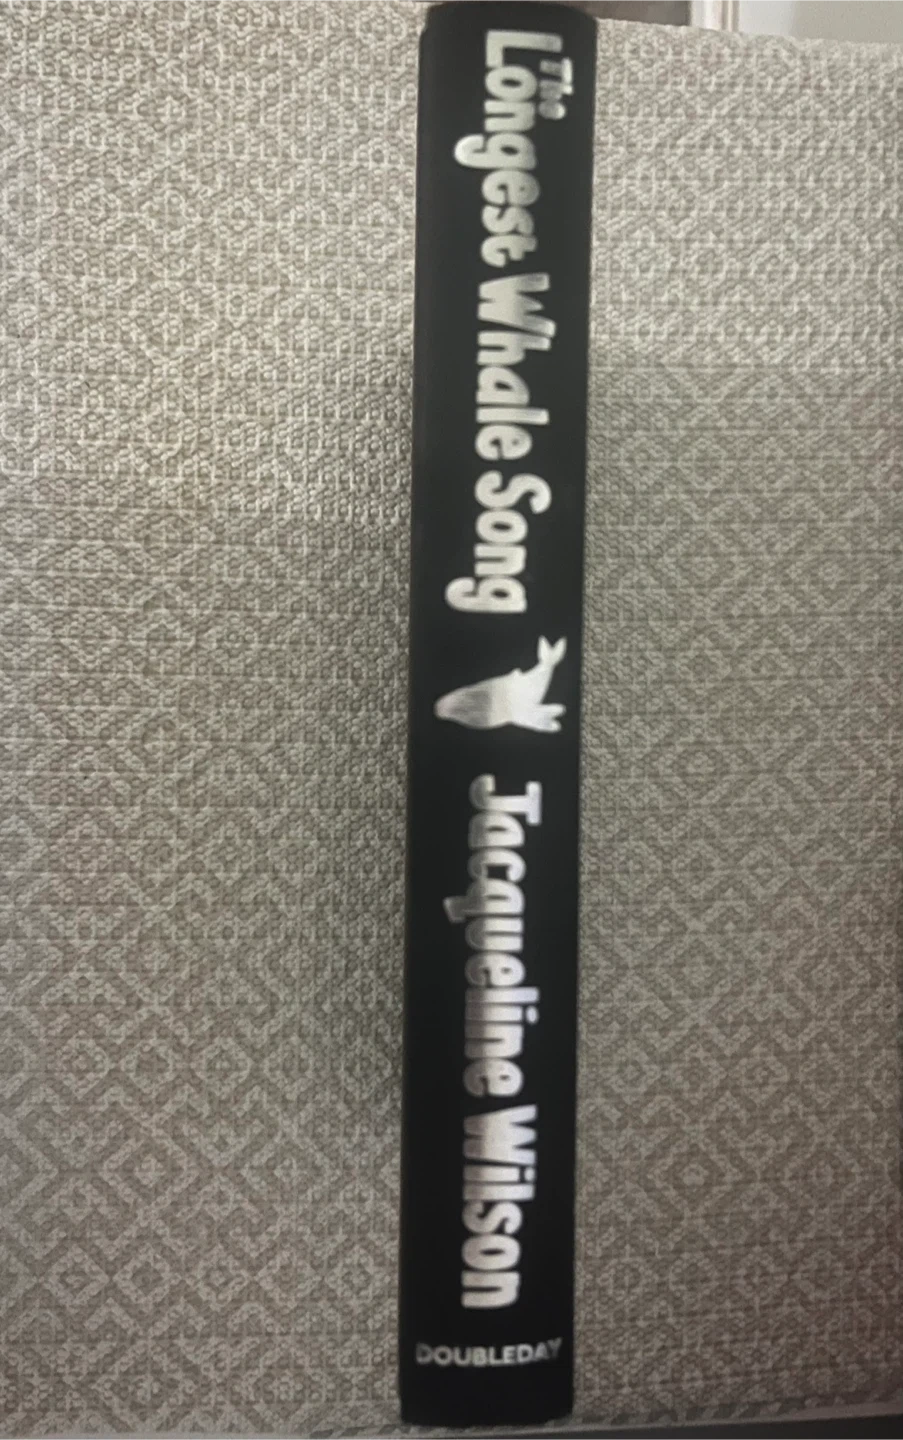 The Longest Whale Song
Jacqueline Wilson
DOUBLEDAY